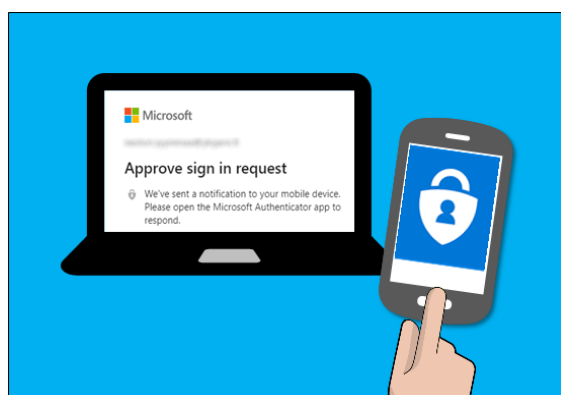 Microsoft
Approve sign in request
We've sent a notification to your mobile device.
Please open the Microsoft Authenticator app to
respond.